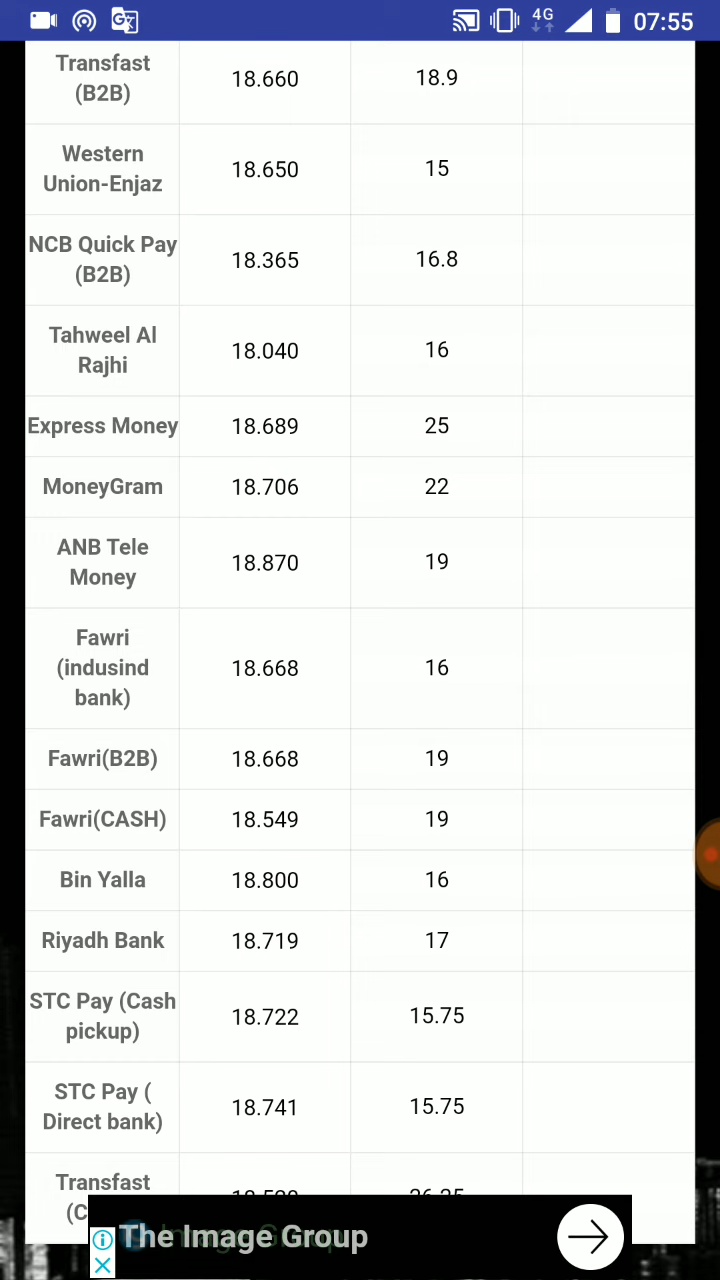 07:55
4G
Transfast
(B2B)
18.660
18.9
Western
Union-Enjaz
18.650
15
NCB Quick Pay
(B2B)
18.365
16.8
Tahweel Al
Rajhi
18.040
16
Express Money
18.689
25
MoneyGram
18.706
22
ANB Tele
Money
18.870
19
Fawri
(indusind
bank)
18.668
16
Fawri(B2B)
18.668
19
Fawri(CASH)
18.549
19
Bin Yalla
18.800
16
Riyadh Bank
18.719
17
STC Pay (Cash
pickup)
18.722
15.75
STC Pay (
Direct bank)
18.741
15.75
Transfast
(C
The Image Group